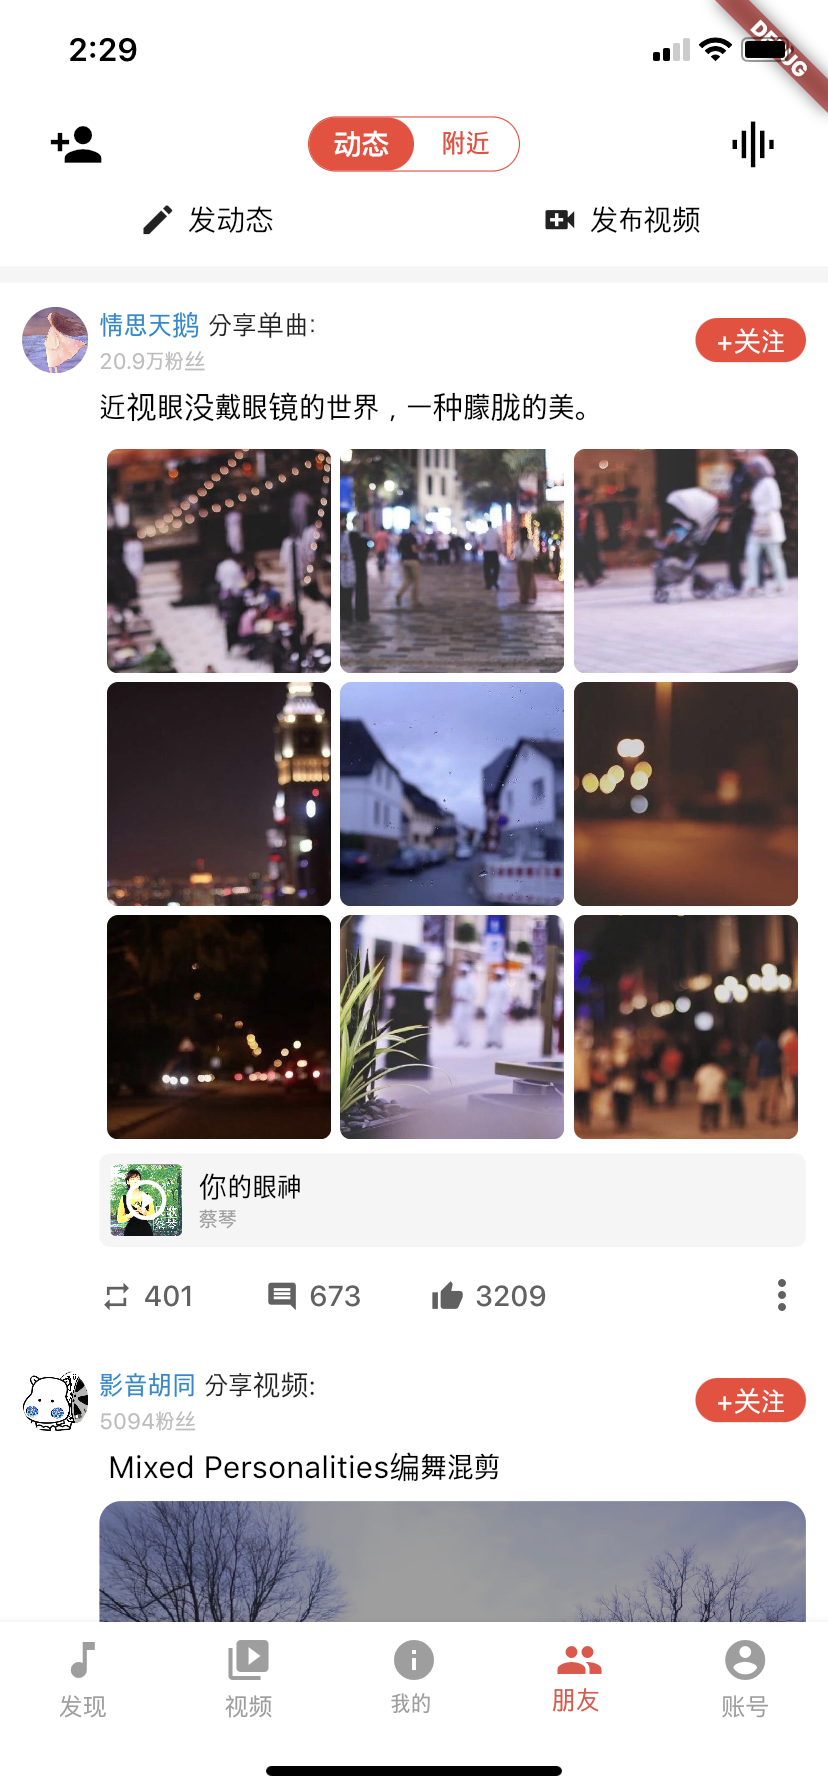 2:29
DEBUG
动态 附近
发动态 发布视频
情思天鹅 分享单曲:
20.9万粉丝
+关注
近视眼没戴眼镜的世界，一种朦胧的美。
你的眼神
蔡琴
401 673 3209
影音胡同 分享视频:
5094粉丝
+关注
Mixed Personalities编舞混剪
发现 视频 我的 朋友 账号